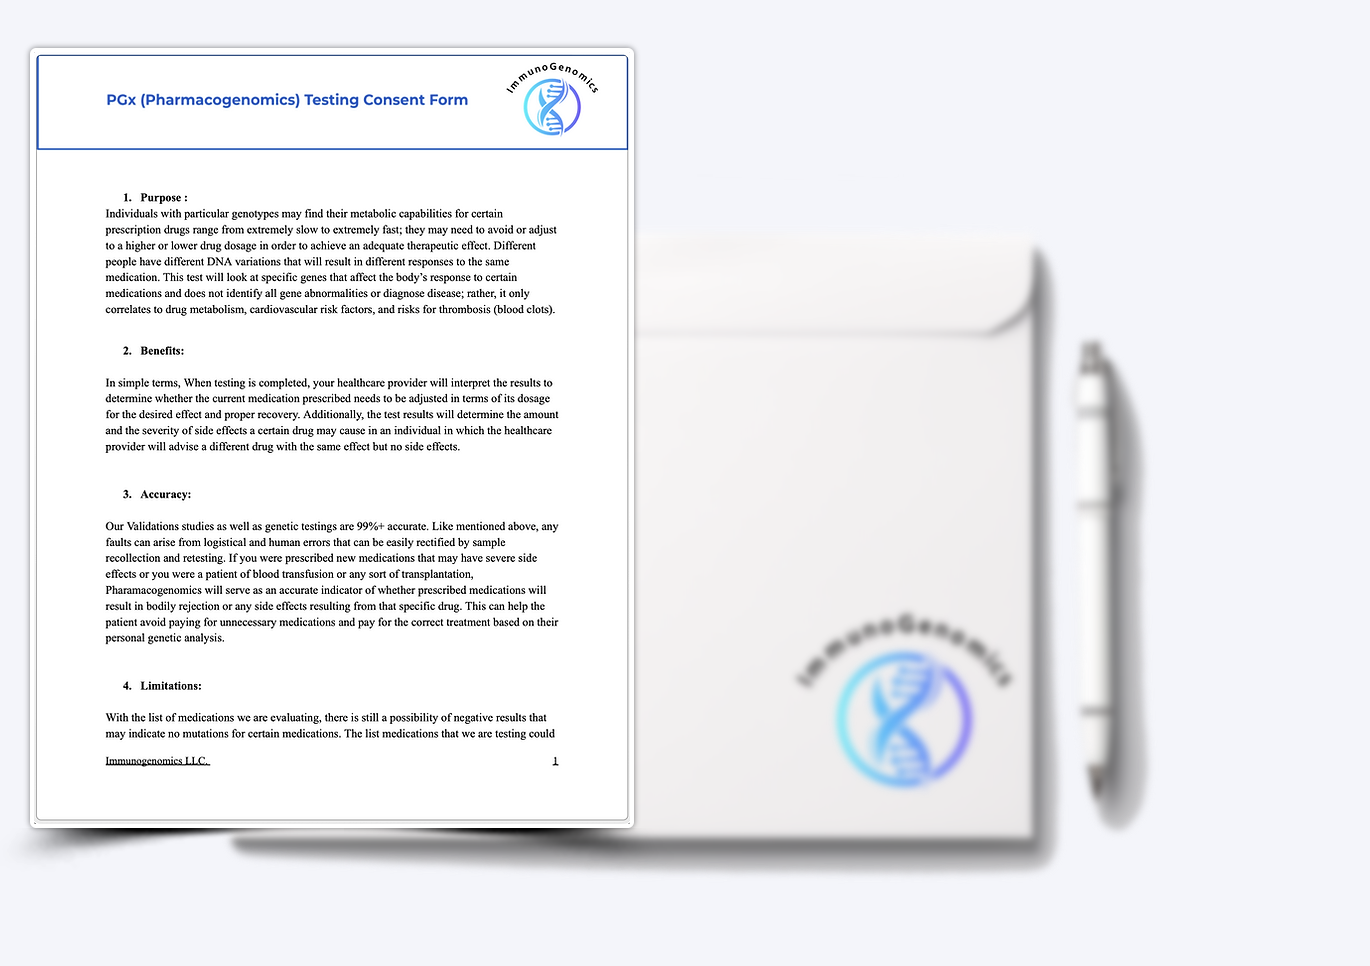 PGx (Pharmacogenomics) Testing Consent Form
ImmunoGenomics
1. Purpose :
Individuals with particular genotypes may find their metabolic capabilities for certain
prescription drugs range from extremely slow to extremely fast; they may need to avoid or adjust
to a higher or lower drug dosage in order to achieve an adequate therapeutic effect. Different
people have different DNA variations that will result in different responses to the same
medication. This test will look at specific genes that affect the body’s response to certain
medications and does not identify all gene abnormalities or diagnose disease; rather, it only
correlates to drug metabolism, cardiovascular risk factors, and risks for thrombosis (blood clots).
2. Benefits:
In simple terms, When testing is completed, your healthcare provider will interpret the results to
determine whether the current medication prescribed needs to be adjusted in terms of its dosage
for the desired effect and proper recovery. Additionally, the test results will determine the amount
and the severity of side effects a certain drug may cause in an individual in which the healthcare
provider will advise a different drug with the same effect but no side effects.
3. Accuracy:
Our Validations studies as well as genetic testings are 99%+ accurate. Like mentioned above, any
faults can arise from logistical and human errors that can be easily rectified by sample
recollection and retesting. If you were prescribed new medications that may have severe side
effects or you were a patient of blood transfusion or any sort of transplantation,
Pharamacogenomics will serve as an accurate indicator of whether prescribed medications will
result in bodily rejection or any side effects resulting from that specific drug. This can help the
patient avoid paying for unnecessary medications and pay for the correct treatment based on their
personal genetic analysis.
4. Limitations:
With the list of medications we are evaluating, there is still a possibility of negative results that
may indicate no mutations for certain medications. The list medications that we are testing could
Immunogenomics LLC. 1
ImmunoGenomics